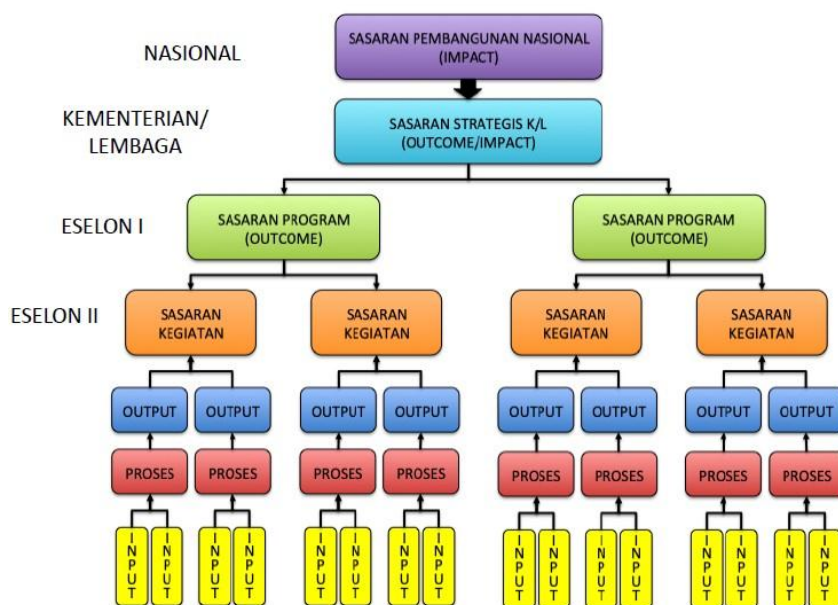 NASIONAL
SASARAN PEMBANGUNAN NASIONAL
(IMPACT)
KEMENTERIAN/
LEMBAGA
SASARAN STRATEGIS K/L
(OUTCOME/IMPACT)
ESELON I
SASARAN PROGRAM
(OUTCOME)
SASARAN PROGRAM
(OUTCOME)
ESELON II
SASARAN
KEGIATAN
SASARAN
KEGIATAN
SASARAN
KEGIATAN
SASARAN
KEGIATAN
OUTPUT OUTPUT OUTPUT OUTPUT OUTPUT OUTPUT OUTPUT OUTPUT
PROSES PROSES PROSES PROSES PROSES PROSES PROSES PROSES
INPUT INPUT INPUT INPUT INPUT INPUT INPUT INPUT INPUT INPUT INPUT INPUT INPUT INPUT INPUT INPUT